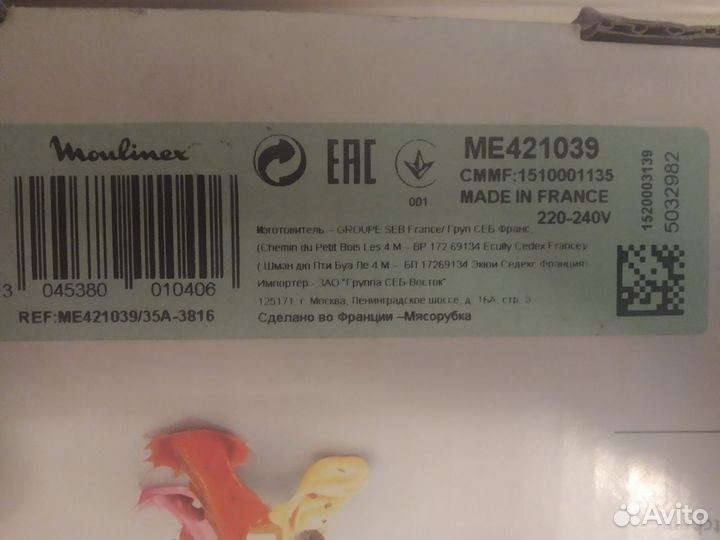 Moulinex
3 045380 010406
REF:ME421039/35A-3816
EAC
001
ME421039
CMMF:1510001135
MADE IN FRANCE
220-240V
Изготовитель – GROUPE SEB France/ Груп СЕБ Франс,
(Chemin du Petit Bois Les 4 M – BP 172 69134 Ecully Cedex France)/
( Шмэн дю Пти Буа Ле 4 М – БП 17269134 Экюи Седекс Франция)
Импортер - ЗАО "Группа СЕБ-Восток"
125171 г. Москва, Ленинградское шоссе, д. 16А, стр. 3
Сделано во Франции –Мясорубка
1520003139
5032982
Avito